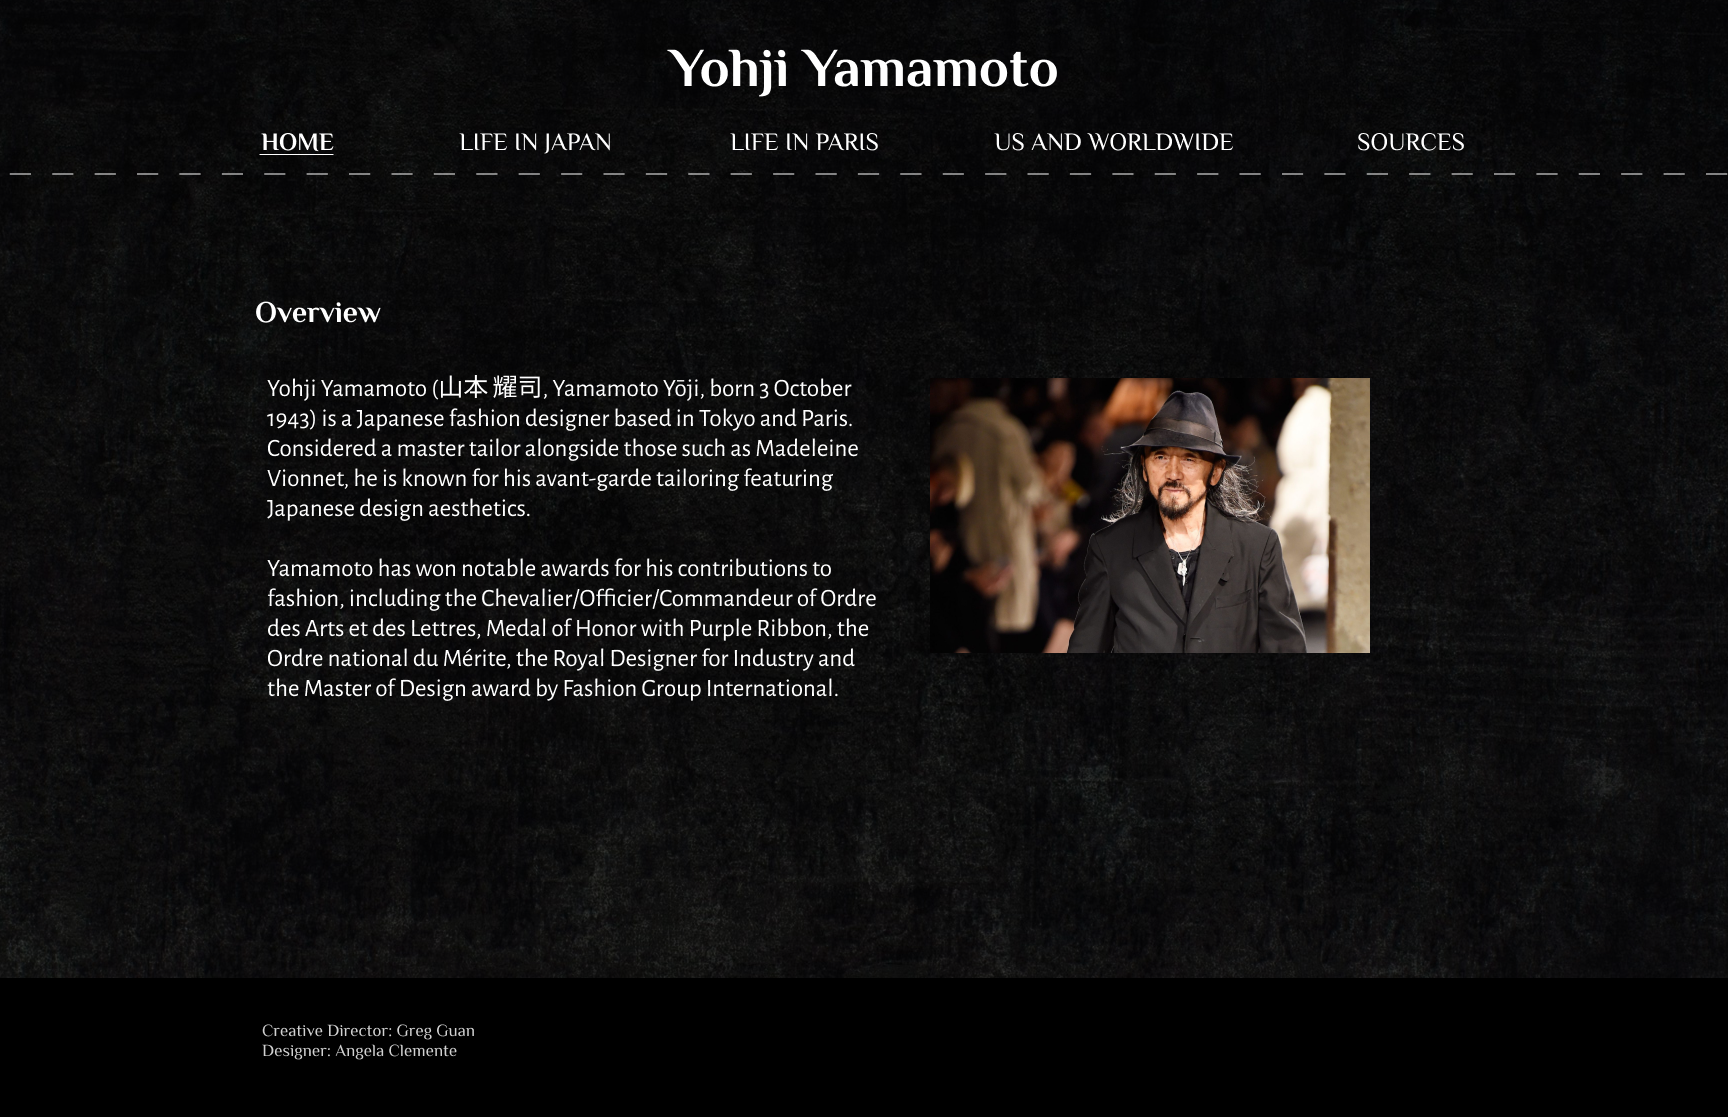 Yohji Yamamoto
HOME LIFE IN JAPAN LIFE IN PARIS US AND WORLDWIDE SOURCES
Overview
Yohji Yamamoto (山本 耀司, Yamamoto Yōji, born 3 October
1943) is a Japanese fashion designer based in Tokyo and Paris.
Considered a master tailor alongside those such as Madeleine
Vionnet, he is known for his avant-garde tailoring featuring
Japanese design aesthetics.
Yamamoto has won notable awards for his contributions to
fashion, including the Chevalier/Officier/Commandeur of Ordre
des Arts et des Lettres, Medal of Honor with Purple Ribbon, the
Ordre national du Mérite, the Royal Designer for Industry and
the Master of Design award by Fashion Group International.
Creative Director: Greg Guan
Designer: Angela Clemente